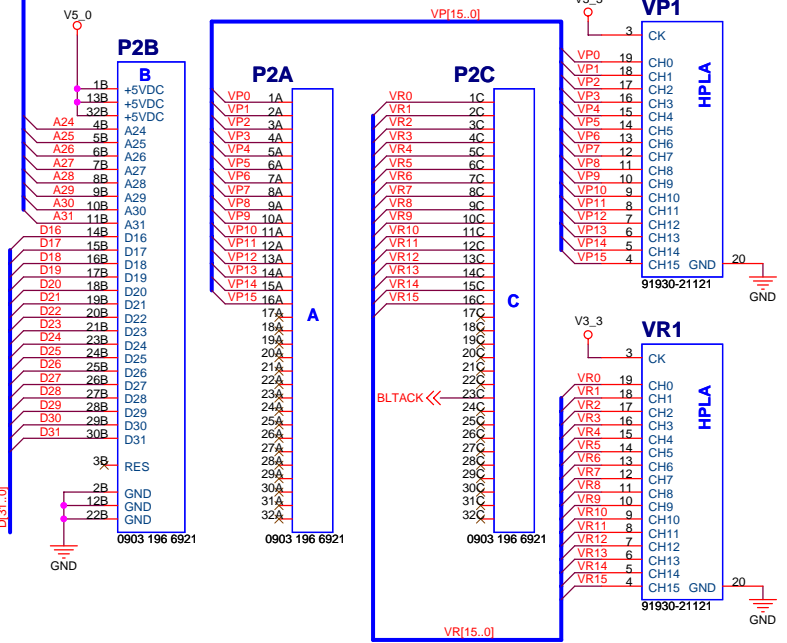 V5_0
P2B
B
1B +5VDC
13B +5VDC
32B +5VDC
A24 4B A24
A25 5B A25
A26 6B A26
A27 7B A27
A28 8B A28
A29 9B A29
A30 10B A30
A31 11B A31
D16 14B D16
D17 15B D17
D18 16B D18
D19 17B D19
D20 18B D20
D21 19B D21
D22 20B D22
D23 21B D23
D24 23B D24
D25 24B D25
D26 25B D26
D27 26B D27
D28 27B D28
D29 28B D29
D30 29B D30
D31 30B D31
3B RES
2B GND
12B GND
22B GND
0903 196 6921
GND
D[31..0]
P2A
VP0 1A
VP1 2A
VP2 3A
VP3 4A
VP4 5A
VP5 6A
VP6 7A
VP7 8A
VP8 9A
VP9 10A
VP10 11A
VP11 12A
VP12 13A
VP13 14A
VP14 15A
VP15 16A
17A
18A
19A
20A
21A
22A
23A
24A
25A
26A
27A
28A
29A
30A
31A
32A
A
0903 196 6921
VP[15..0]
P2C
VR0 1C
VR1 2C
VR2 3C
VR3 4C
VR4 5C
VR5 6C
VR6 7C
VR7 8C
VR8 9C
VR9 10C
VR10 11C
VR11 12C
VR12 13C
VR13 14C
VR14 15C
VR15 16C
17C
18C
19C
20C
21C
22C
BLTACK 23C
24C
25C
26C
27C
28C
29C
30C
31C
32C
C
0903 196 6921
VR[15..0]
V3_3
VP1
HPLA
3 CK
VP0 19 CH0
VP1 18 CH1
VP2 17 CH2
VP3 16 CH3
VP4 15 CH4
VP5 14 CH5
VP6 13 CH6
VP7 12 CH7
VP8 11 CH8
VP9 10 CH9
VP10 9 CH10
VP11 8 CH11
VP12 7 CH12
VP13 6 CH13
VP14 5 CH14
VP15 4 CH15 GND 20
91930-21121
GND
V3_3
VR1
HPLA
3 CK
VR0 19 CH0
VR1 18 CH1
VR2 17 CH2
VR3 16 CH3
VR4 15 CH4
VR5 14 CH5
VR6 13 CH6
VR7 12 CH7
VR8 11 CH8
VR9 10 CH9
VR10 9 CH10
VR11 8 CH11
VR12 7 CH12
VR13 6 CH13
VR14 5 CH14
VR15 4 CH15 GND 20
91930-21121
GND